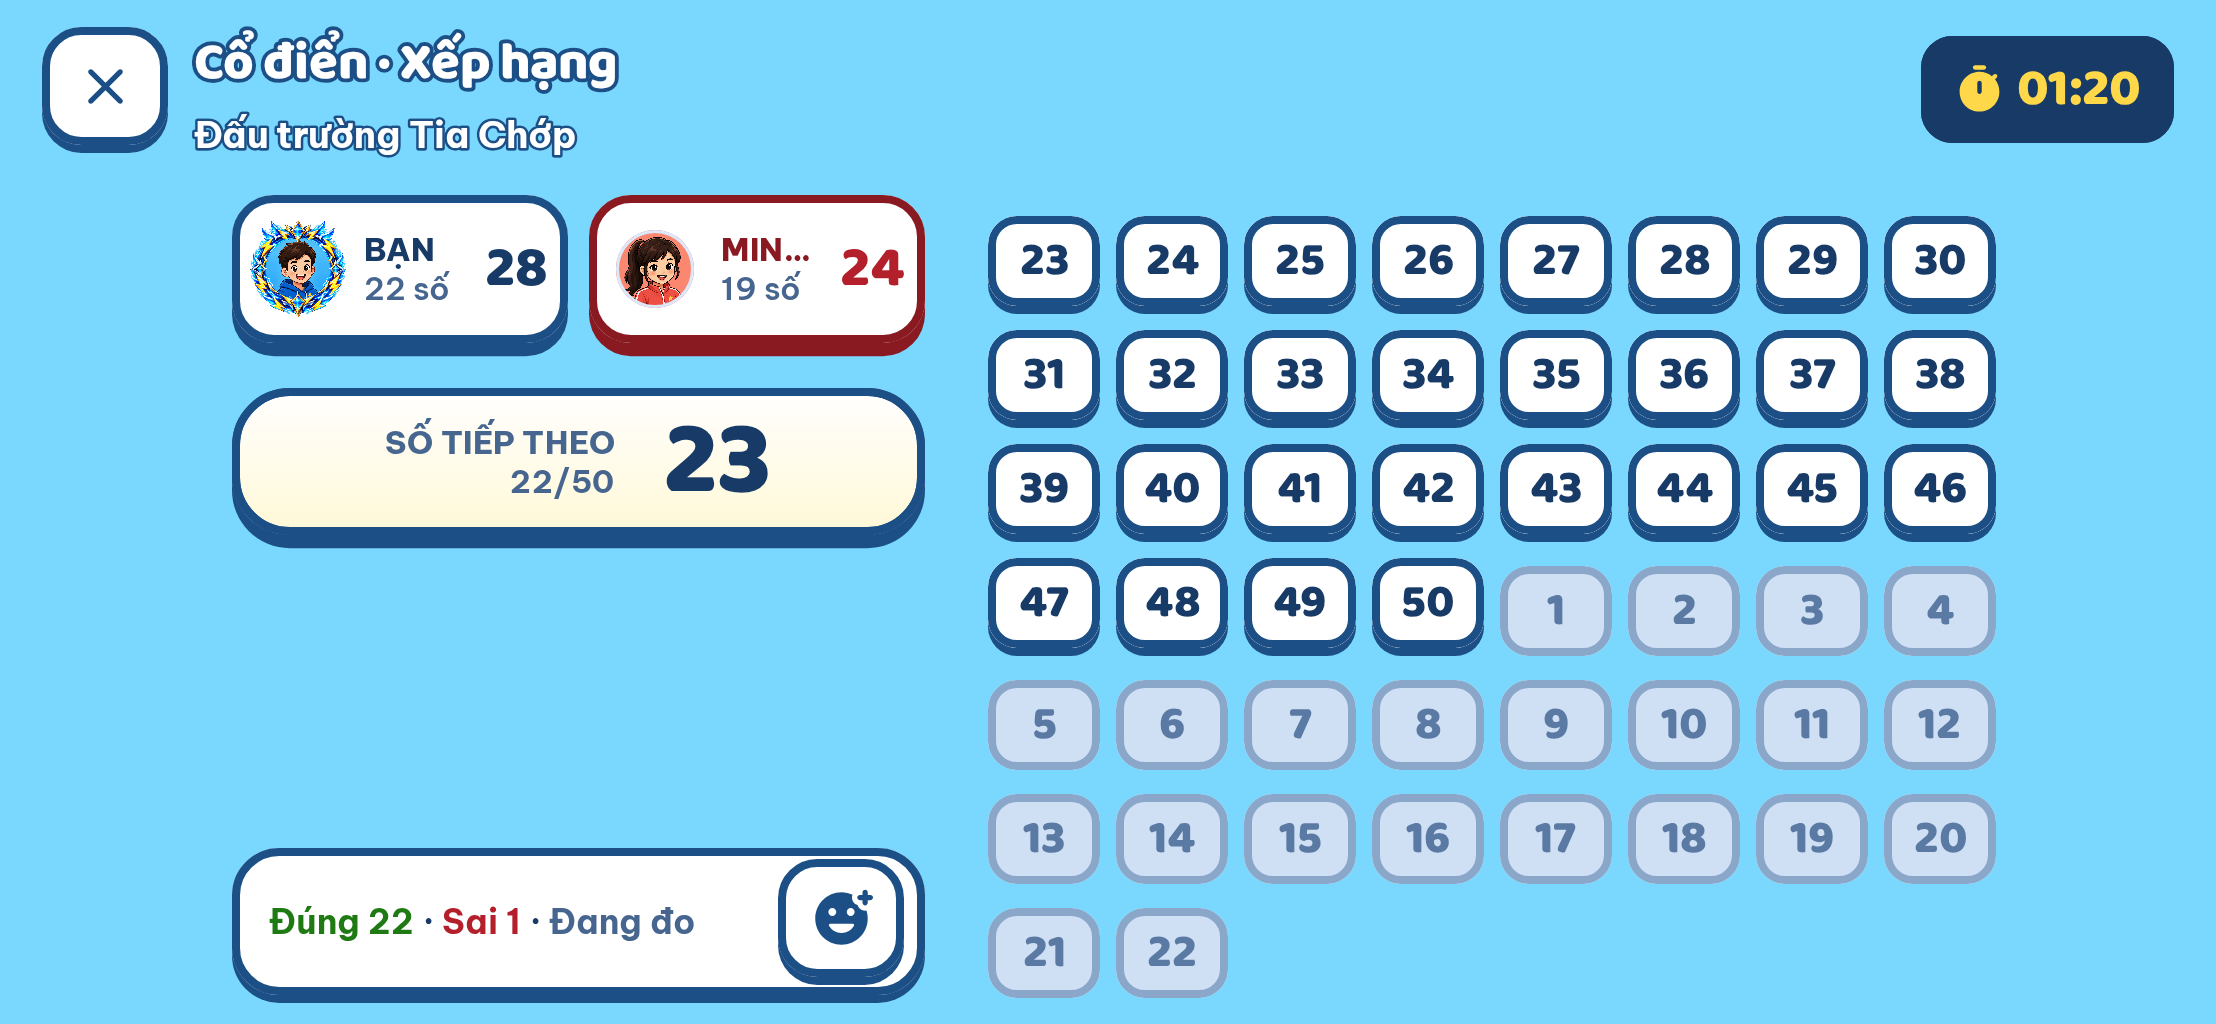 Cổ điển · Xếp hạng
Đấu trường Tia Chớp
01:20
BẠN
22 số
28
MIN...
19 số
24
SỐ TIẾP THEO
22/50
23
23 24 25 26 27 28 29 30
31 32 33 34 35 36 37 38
39 40 41 42 43 44 45 46
47 48 49 50 1 2 3 4
5 6 7 8 9 10 11 12
13 14 15 16 17 18 19 20
21 22
Đúng 22 · Sai 1 · Đang đo